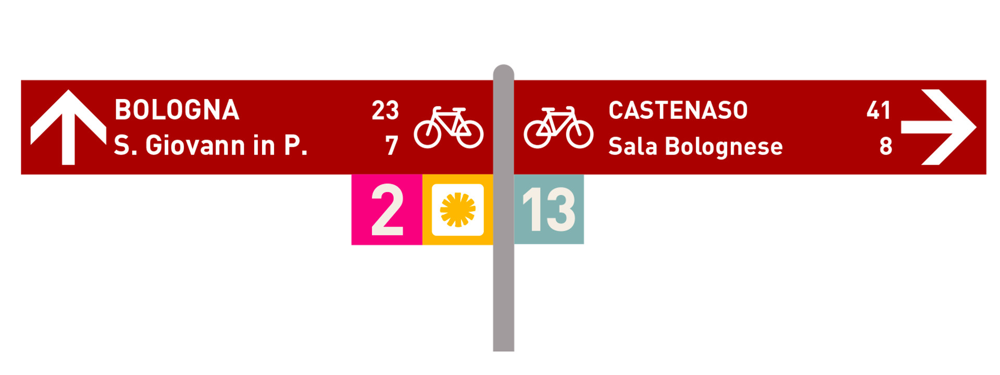 BOLOGNA 23
S. Giovann in P. 7
CASTENASO 41
Sala Bolognese 8
2
13